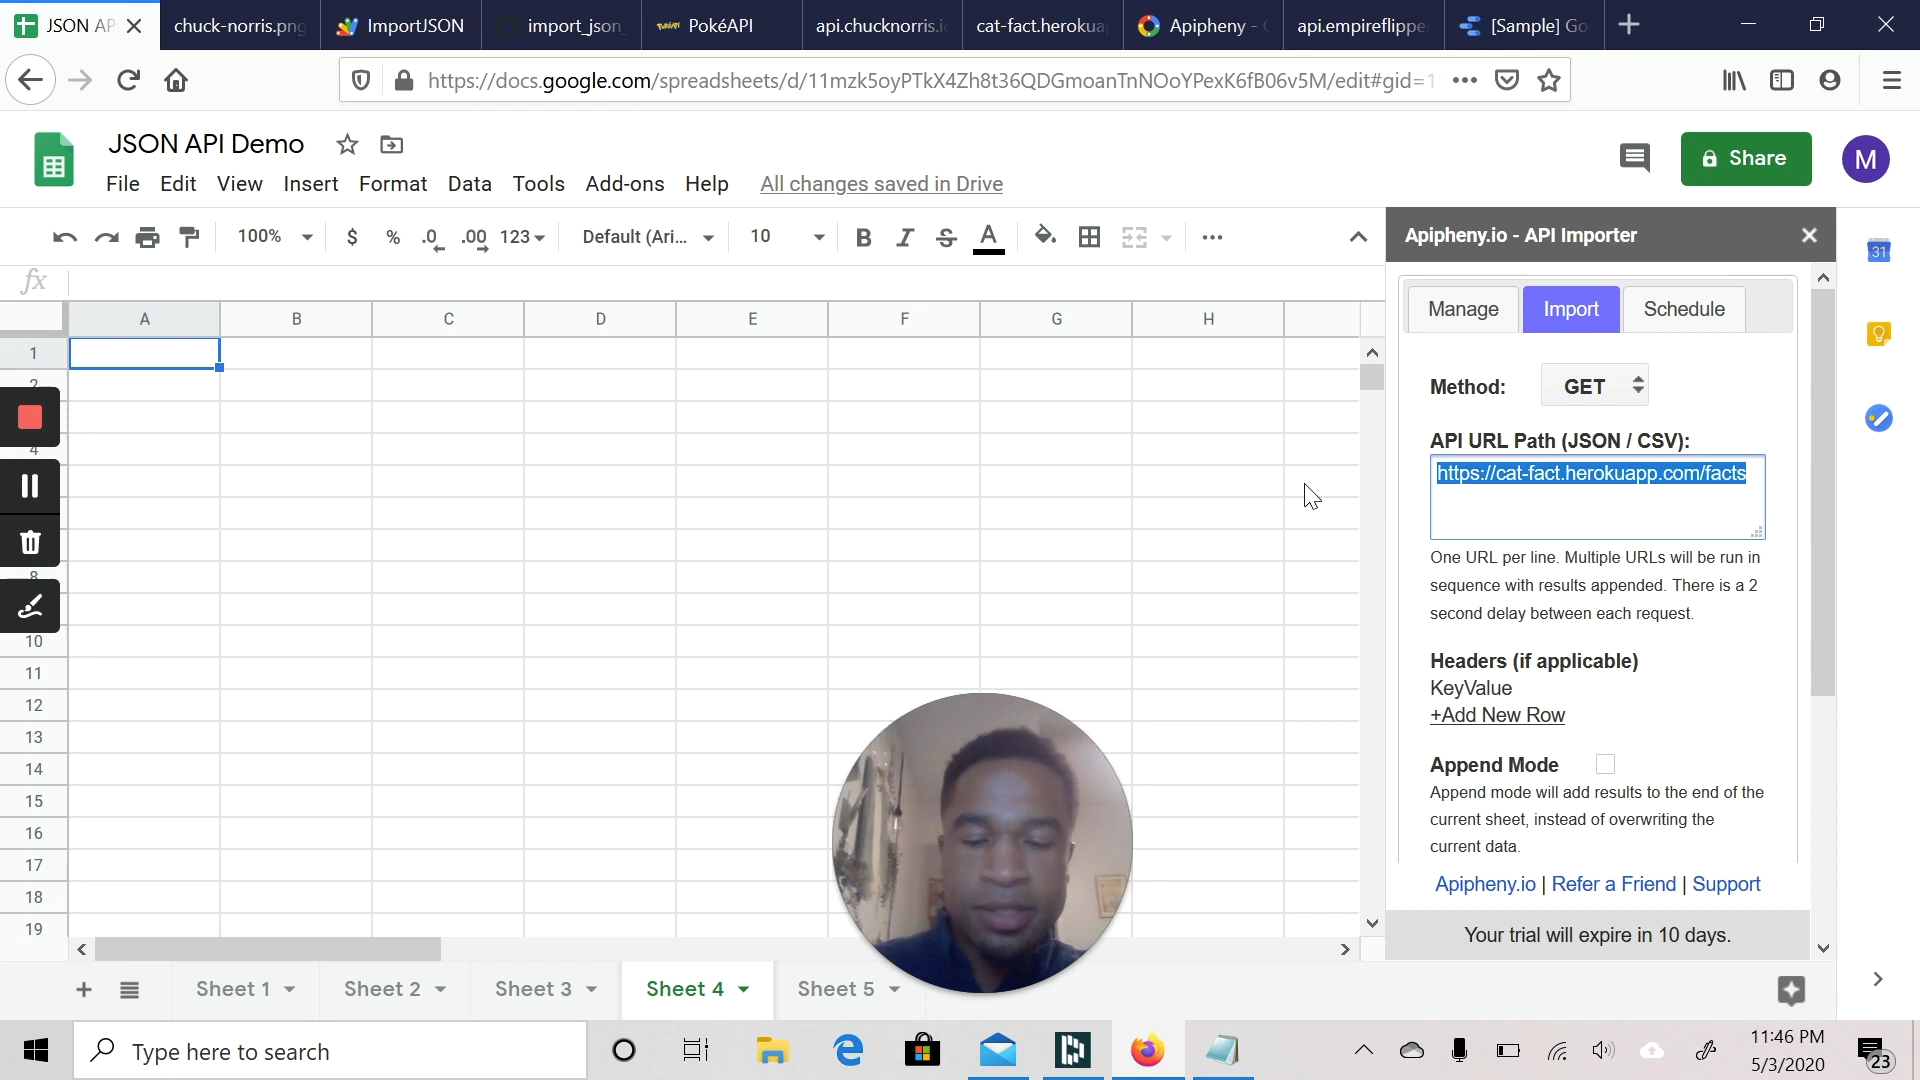 JSON AP
chuck-norris.png
ImportJSON
import_json_
PokéAPI
api.chucknorris.i
cat-fact.herokua
Apipheny -
api.empireflippe
[Sample] Go
https://docs.google.com/spreadsheets/d/11mzk5oyPTkX4Zh8t36QDGmoanTnNOoYPexK6fB06v5M/edit#gid=1
JSON API Demo
File Edit View Insert Format Data Tools Add-ons Help All changes saved in Drive
Share
M
100% $ % .0 .00 123 Default (Ari... 10 B I S A
Apipheny.io - API Importer
31
fx
Manage Import Schedule
A B C D E F G H
1
2
4
8
10
11
12
13
14
15
16
17
18
19
Method: GET
API URL Path (JSON / CSV):
https://cat-fact.herokuapp.com/facts
One URL per line. Multiple URLs will be run in
sequence with results appended. There is a 2
second delay between each request.
Headers (if applicable)
KeyValue
+Add New Row
Append Mode
Append mode will add results to the end of the
current sheet, instead of overwriting the
current data.
Apipheny.io | Refer a Friend | Support
Your trial will expire in 10 days.
Sheet 1 Sheet 2 Sheet 3 Sheet 4 Sheet 5
Type here to search
11:46 PM
5/3/2020
23